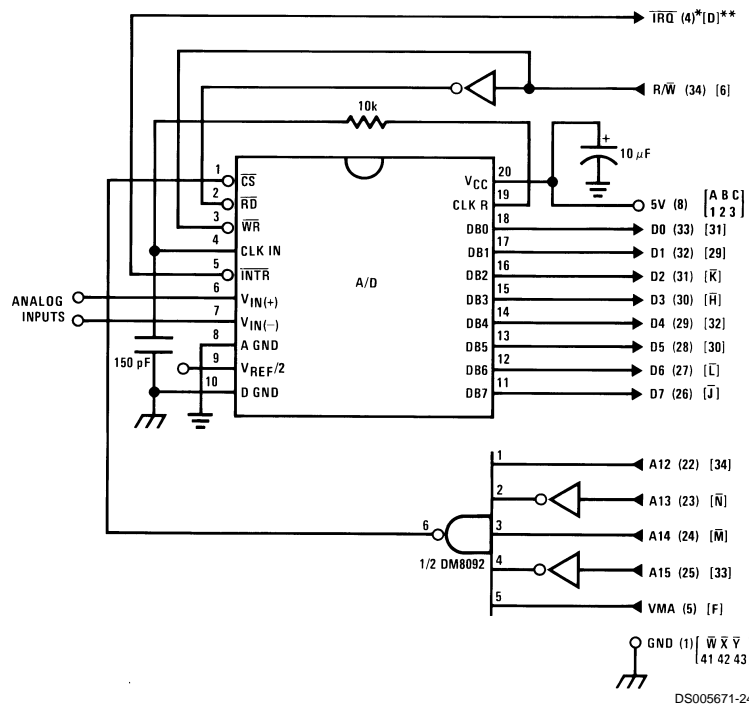 I̅R̅Q̅ (4)*[D]**
R/W̅ (34) [6]
10k
+
10 μF
1 C̅S̅
VCC 20
2 R̅D̅
CLK R 19
5V (8) [A B C
1 2 3]
3 W̅R̅
DB0 18 D0 (33) [31]
4 CLK IN
DB1 17 D1 (32) [29]
5 I̅N̅T̅R̅
A/D
DB2 16 D2 (31) [K̅]
ANALOG
INPUTS
6 VIN(+)
DB3 15 D3 (30) [H̅]
7 VIN(−)
DB4 14 D4 (29) [32]
150 pF
8 A GND
DB5 13 D5 (28) [30]
9 VREF/2
DB6 12 D6 (27) [L̅]
10 D GND
DB7 11 D7 (26) [J̅]
1 A12 (22) [34]
2 A13 (23) [N̅]
6
3 A14 (24) [M̅]
1/2 DM8092
4 A15 (25) [33]
5 VMA (5) [F]
GND (1) [W̅ X̅ Y̅
41 42 43
DS005671-24